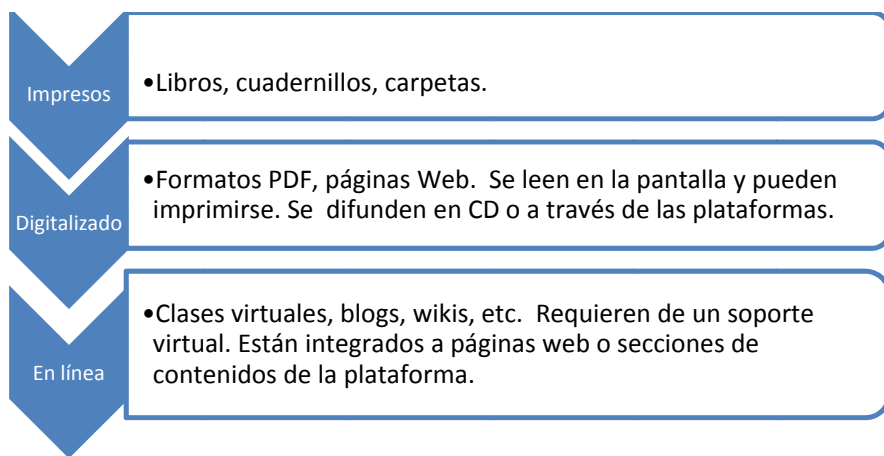 Impresos
•Libros, cuadernillos, carpetas.
Digitalizado
•Formatos PDF, páginas Web. Se leen en la pantalla y pueden
imprimirse. Se difunden en CD o a través de las plataformas.
En línea
•Clases virtuales, blogs, wikis, etc. Requieren de un soporte
virtual. Están integrados a páginas web o secciones de
contenidos de la plataforma.